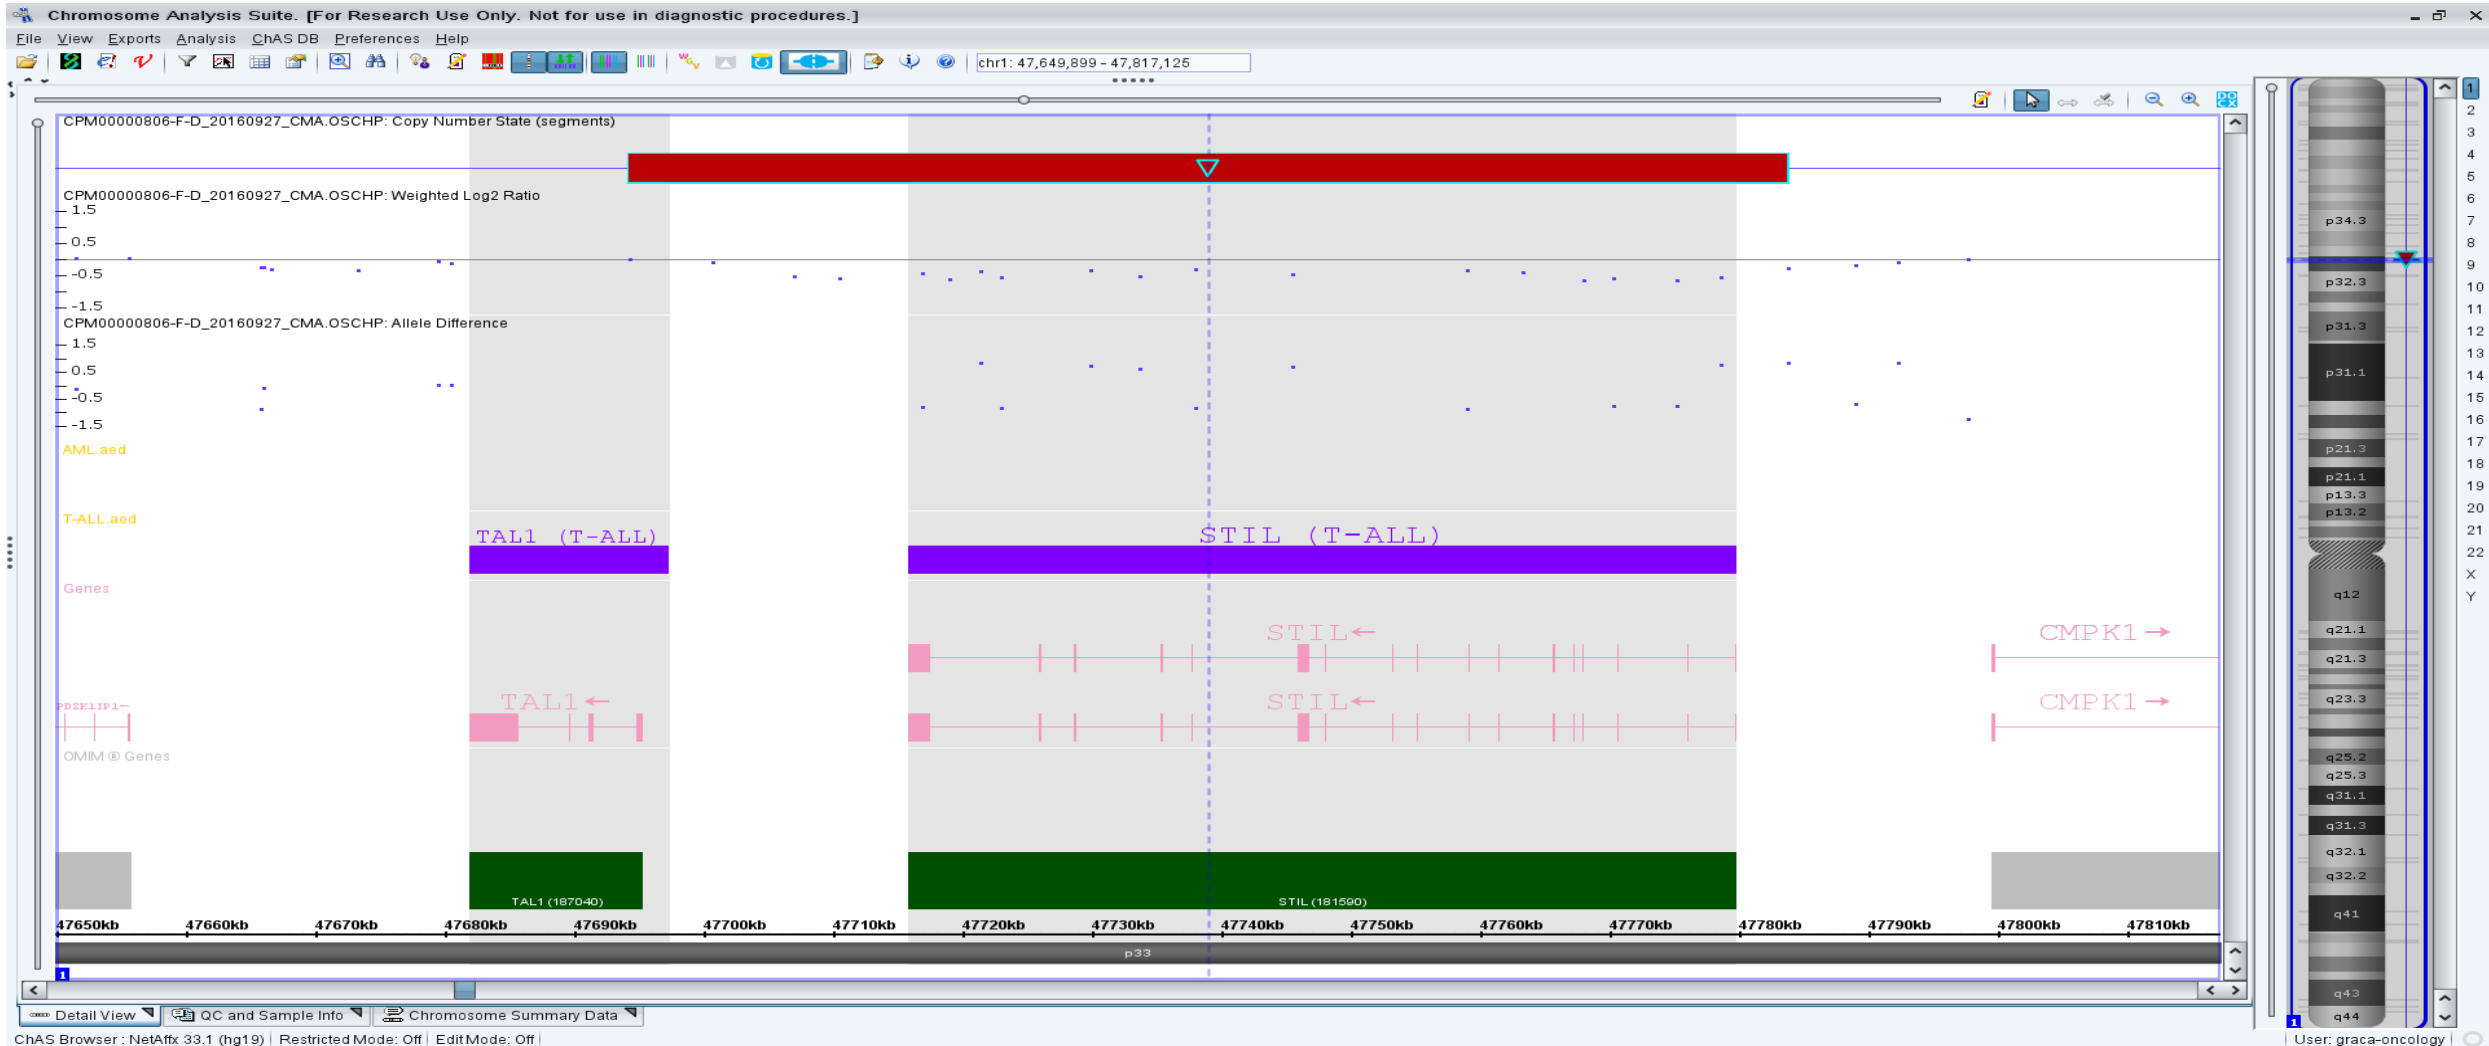 Chromosome Analysis Suite. [For Research Use Only. Not for use in diagnostic procedures.]
File View Exports Analysis ChAS DB Preferences Help
chr1: 47,649,899 - 47,817,125
CPM00000806-F-D_20160927_CMA.OSCHP: Copy Number State (segments)
CPM00000806-F-D_20160927_CMA.OSCHP: Weighted Log2 Ratio
1.5
0.5
-0.5
-1.5
CPM00000806-F-D_20160927_CMA.OSCHP: Allele Difference
1.5
0.5
-0.5
-1.5
AML.aed
T-ALL.aed
TAL1 (T-ALL) STIL (T-ALL)
Genes
STIL← CMPK1→
PDZK1IP1← TAL1← STIL← CMPK1→
OMIM ® Genes
TAL1 (187040) STIL (181590)
47650kb 47660kb 47670kb 47680kb 47690kb 47700kb 47710kb 47720kb 47730kb 47740kb 47750kb 47760kb 47770kb 47780kb 47790kb 47800kb 47810kb
p33
1
Detail View QC and Sample Info Chromosome Summary Data
ChAS Browser : NetAffx 33.1 (hg19) Restricted Mode: Off Edit Mode: Off
p34.3
p32.3
p31.3
p31.1
p21.3
p21.1
p13.3
p13.2
q12
q21.1
q21.3
q23.3
q25.2
q25.3
q31.1
q31.3
q32.1
q32.2
q41
q43
q44
1
1
2
3
4
5
6
7
8
9
10
11
12
13
14
15
16
17
18
19
20
21
22
X
Y
User: graca-oncology